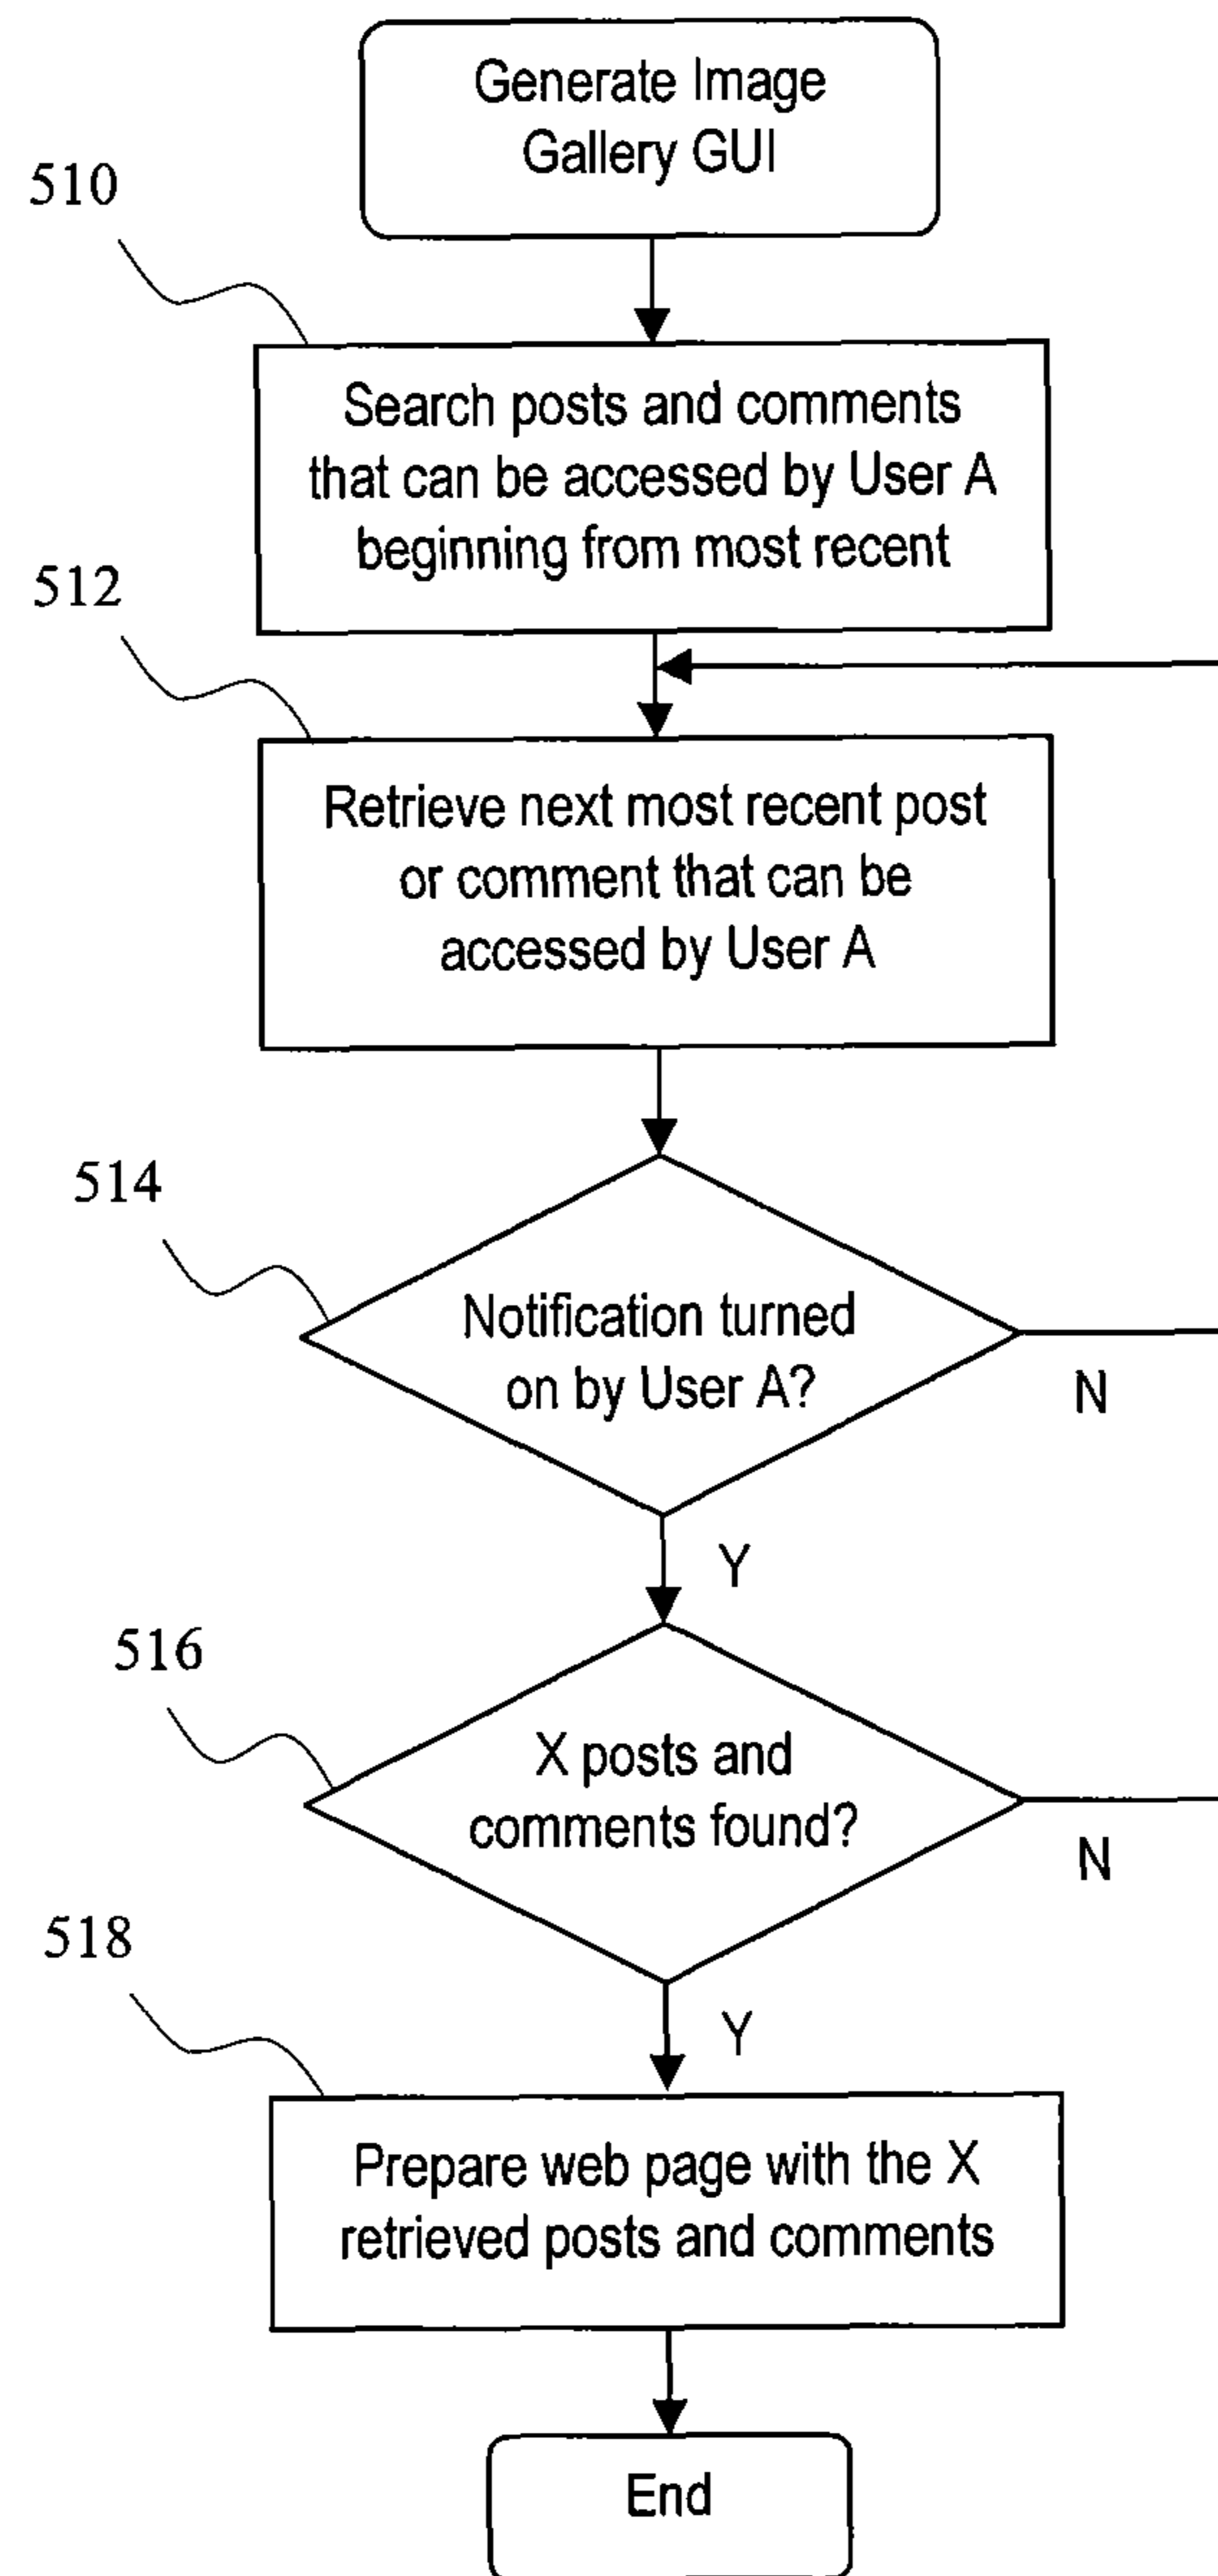 Generate Image
Gallery GUI
510
Search posts and comments
that can be accessed by User A
beginning from most recent
512
Retrieve next most recent post
or comment that can be
accessed by User A
514
Notification turned
on by User A?
N
Y
516
X posts and
comments found?
N
Y
518
Prepare web page with the X
retrieved posts and comments
End